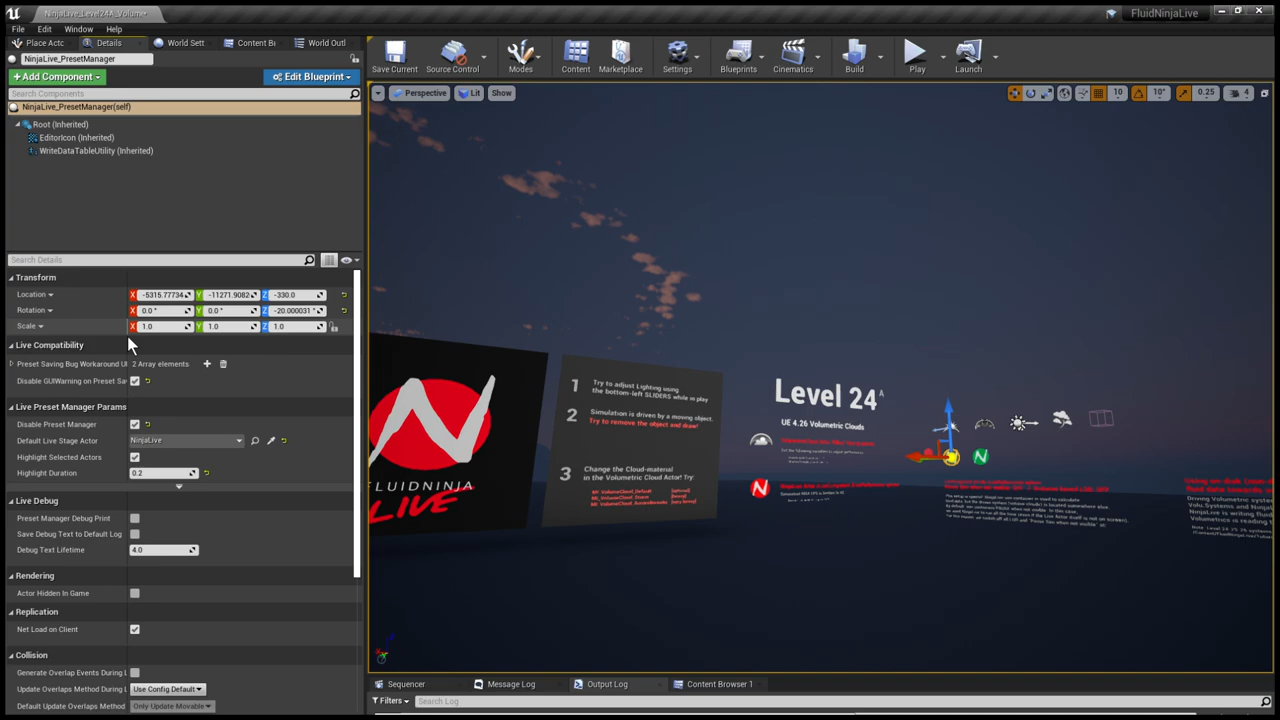 NinjaLive_Level24A_Volume
FluidNinjaLive
File Edit Window Help
Place Actc Details World Sett Content Br World Outl
NinjaLive_PresetManager
+Add Component Edit Blueprint
Search Components
NinjaLive_PresetManager(self)
Root (Inherited)
EditorIcon (Inherited)
WriteDataTableUtility (Inherited)
Save Current Source Control Modes Content Marketplace Settings Blueprints Cinematics Build Play Launch
Perspective Lit Show
10 10° 0.25 4
Search Details
Transform
Location X -5315.77734 Y -11271.9082 Z -330.0
Rotation X 0.0 ° Y 0.0 ° Z -20.000031 °
Scale X 1.0 Y 1.0 Z 1.0
Live Compatibility
Preset Saving Bug Workaround UI 2 Array elements
Disable GUIWarning on Preset Sav
Live Preset Manager Params
Disable Preset Manager
Default Live Stage Actor NinjaLive
Highlight Selected Actors
Highlight Duration 0.2
Live Debug
Preset Manager Debug Print
Save Debug Text to Default Log
Debug Text Lifetime 4.0
Rendering
Actor Hidden In Game
Replication
Net Load on Client
Collision
Generate Overlap Events During L
Update Overlaps Method During L Use Config Default
Default Update Overlaps Method Only Update Movable
FLUIDNINJA
LIVE
1 Try to adjust Lighting using
the bottom-left SLIDERS while in play
2 Simulation is driven by a moving object.
Try to remove the object and draw!
3 Change the Cloud-material
in the Volumetric Cloud Actor! Try:
Level 24A
UE 4.26 Volumetric Clouds
Sequencer Message Log Output Log Content Browser 1
Filters Search Log